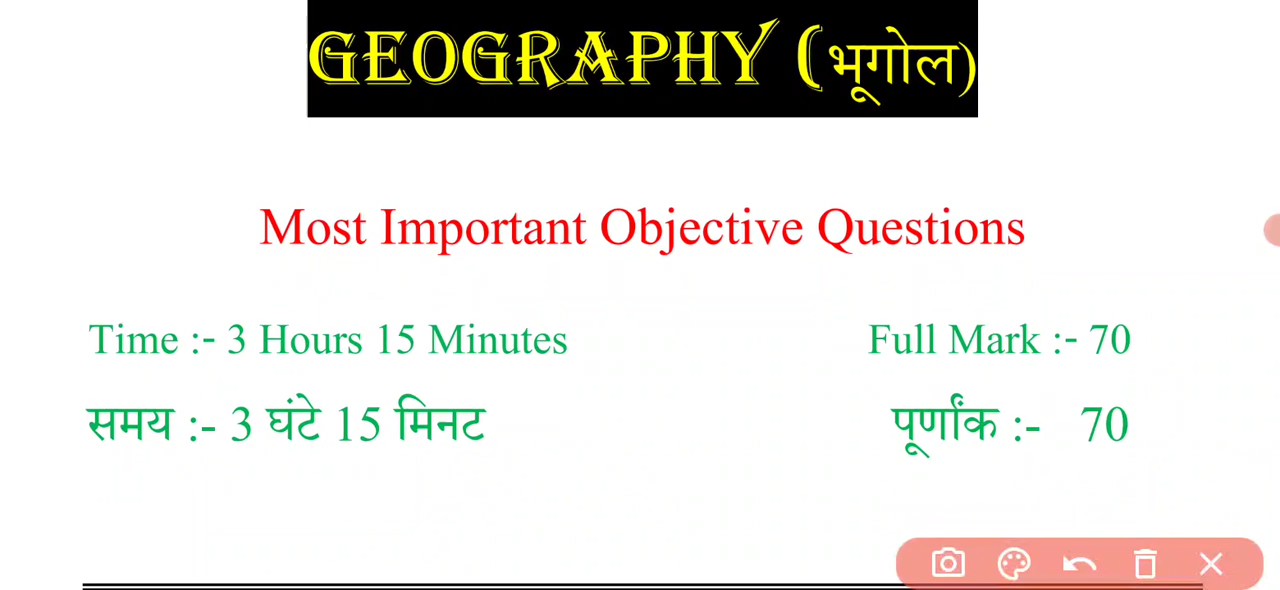 GEOGRAPHY (भूगोल)
Most Important Objective Questions
Time :- 3 Hours 15 Minutes Full Mark :- 70
समय :- 3 घंटे 15 मिनट पूर्णांक :- 70